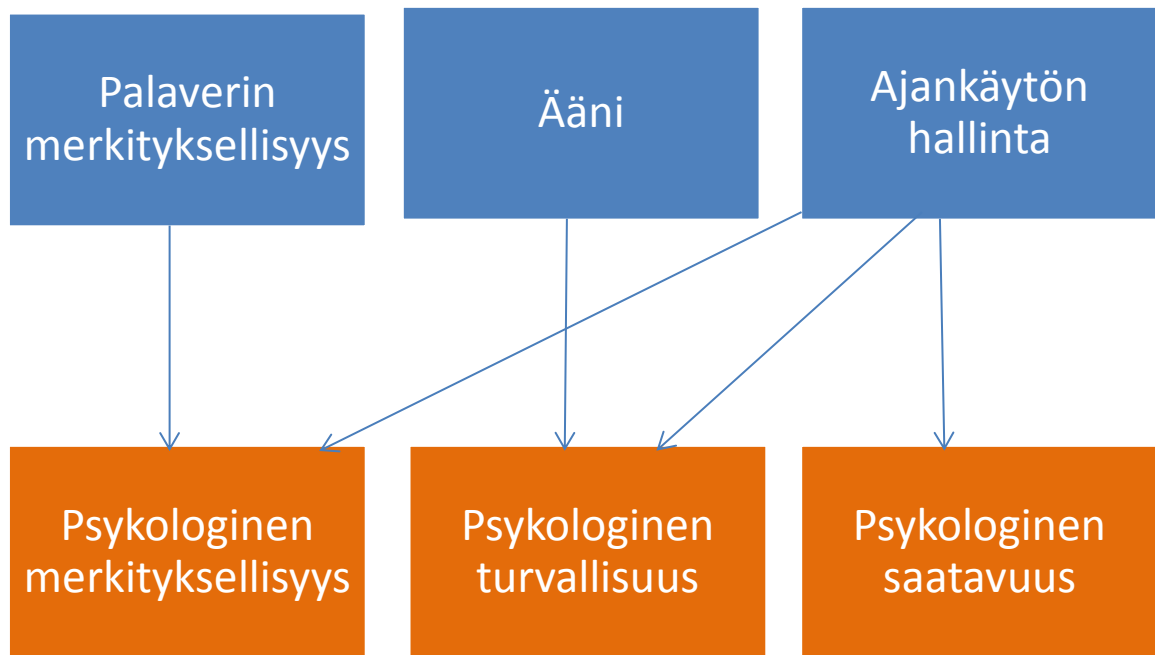 Palaverin
merkityksellisyys
Ääni
Ajankäytön
hallinta
Psykologinen
merkityksellisyys
Psykologinen
turvallisuus
Psykologinen
saatavuus